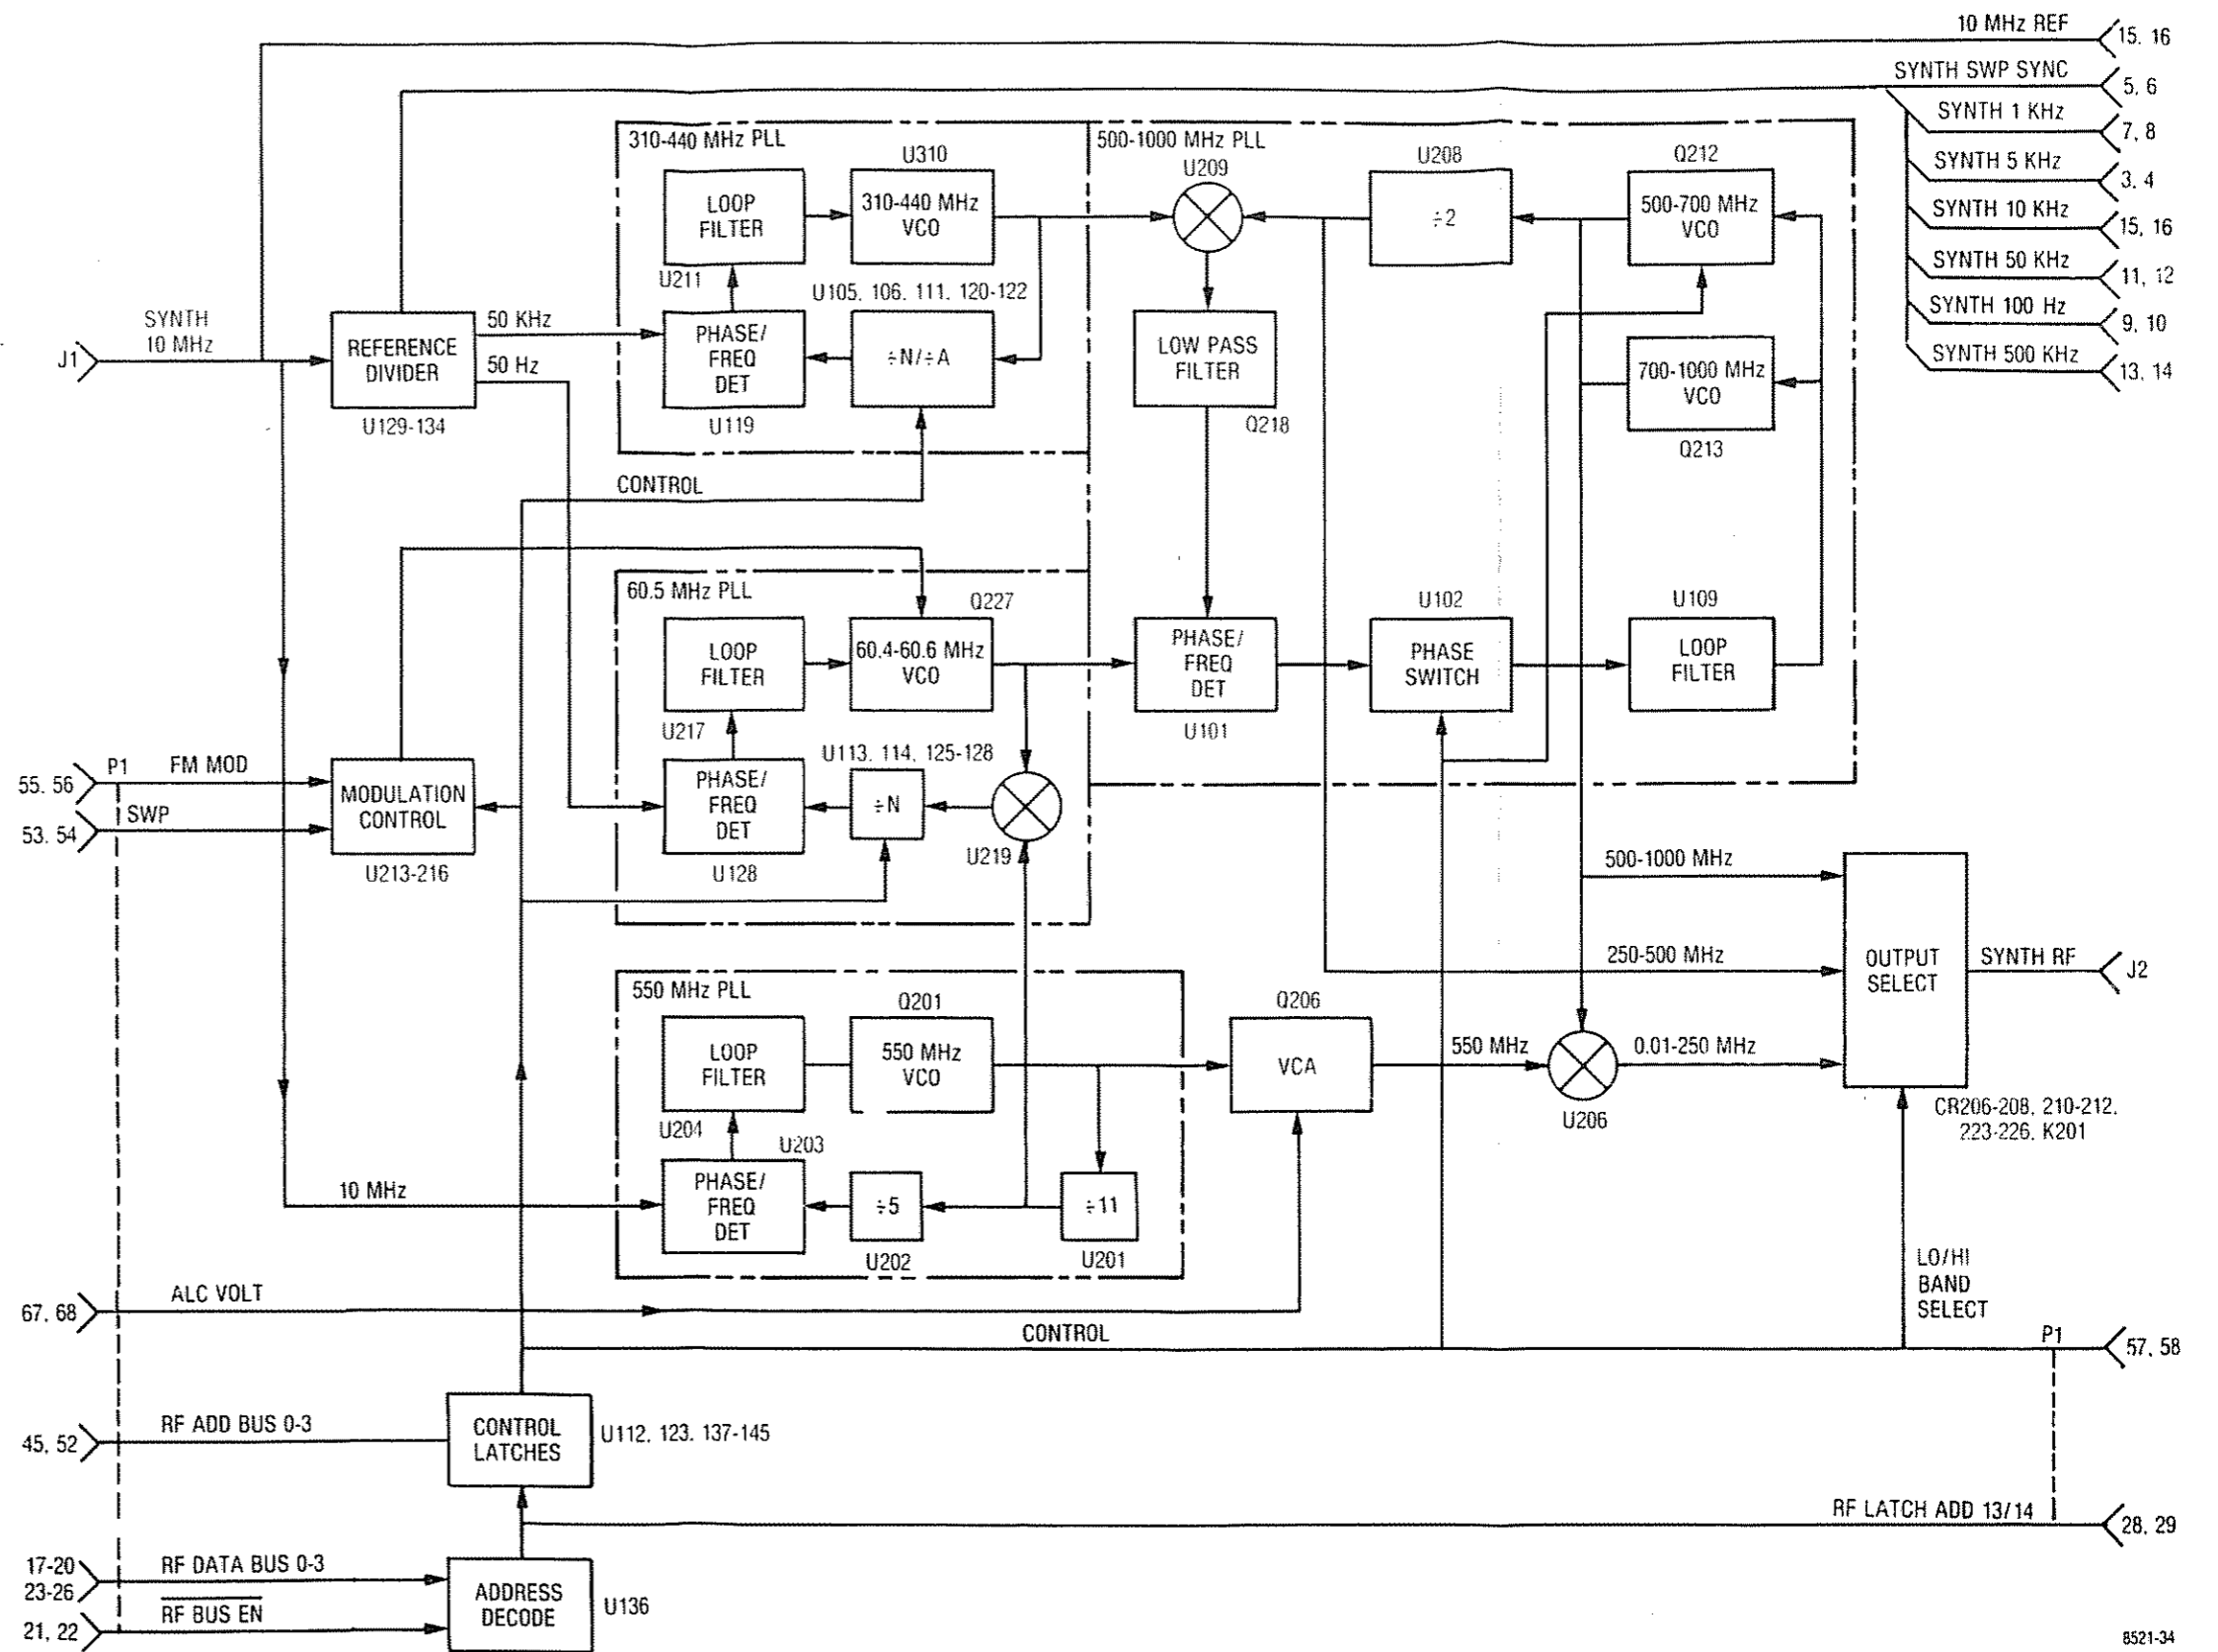 10 MHz REF
15, 16
SYNTH SWP SYNC
5, 6
SYNTH 1 KHz
7, 8
SYNTH 5 KHz
3, 4
SYNTH 10 KHz
15, 16
SYNTH 50 KHz
11, 12
SYNTH 100 Hz
9, 10
SYNTH 500 KHz
13, 14
310-440 MHz PLL
U310
LOOP
FILTER
310-440 MHz
VCO
U211
U105, 106, 111, 120-122
PHASE/
FREQ
DET
÷N/÷A
U119
500-1000 MHz PLL
U209
U208
÷2
Q212
500-700 MHz
VCO
LOW PASS
FILTER
Q218
700-1000 MHz
VCO
Q213
J1
SYNTH
10 MHz
REFERENCE
DIVIDER
U129-134
50 KHz
50 Hz
CONTROL
60.5 MHz PLL
Q227
LOOP
FILTER
60.4-60.6 MHz
VCO
U217
U113, 114, 125-128
PHASE/
FREQ
DET
÷N
U219
U128
PHASE/
FREQ
DET
U101
U102
PHASE
SWITCH
U109
LOOP
FILTER
55, 56
P1
FM MOD
53, 54
SWP
MODULATION
CONTROL
U213-216
500-1000 MHz
250-500 MHz
OUTPUT
SELECT
SYNTH RF
J2
550 MHz PLL
Q201
LOOP
FILTER
550 MHz
VCO
U204
U203
PHASE/
FREQ
DET
÷5
÷11
U202
U201
10 MHz
Q206
VCA
550 MHz
U206
0.01-250 MHz
CR206-208, 210-212,
223-226, K201
LO/HI
BAND
SELECT
67, 68
ALC VOLT
CONTROL
P1
57, 58
45, 52
RF ADD BUS 0-3
CONTROL
LATCHES
U112, 123, 137-145
RF LATCH ADD 13/14
28, 29
17-20
23-26
RF DATA BUS 0-3
21, 22
RF BUS EN
ADDRESS
DECODE
U136
8521-34